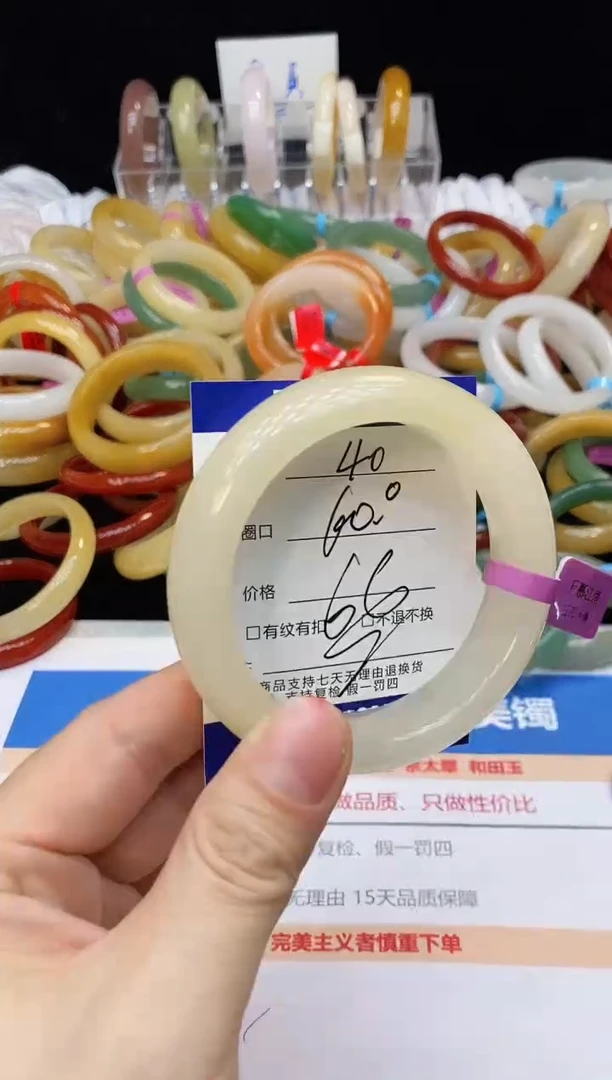 40
圈口 60.0
价格 66
□有纹有扣 □不退不换
商品支持七天无理由退换货
支持复检 假一罚四
美镯
和田玉
做品质、只做性价比
复检、假一罚四
无理由 15天品质保障
完美主义者慎重下单